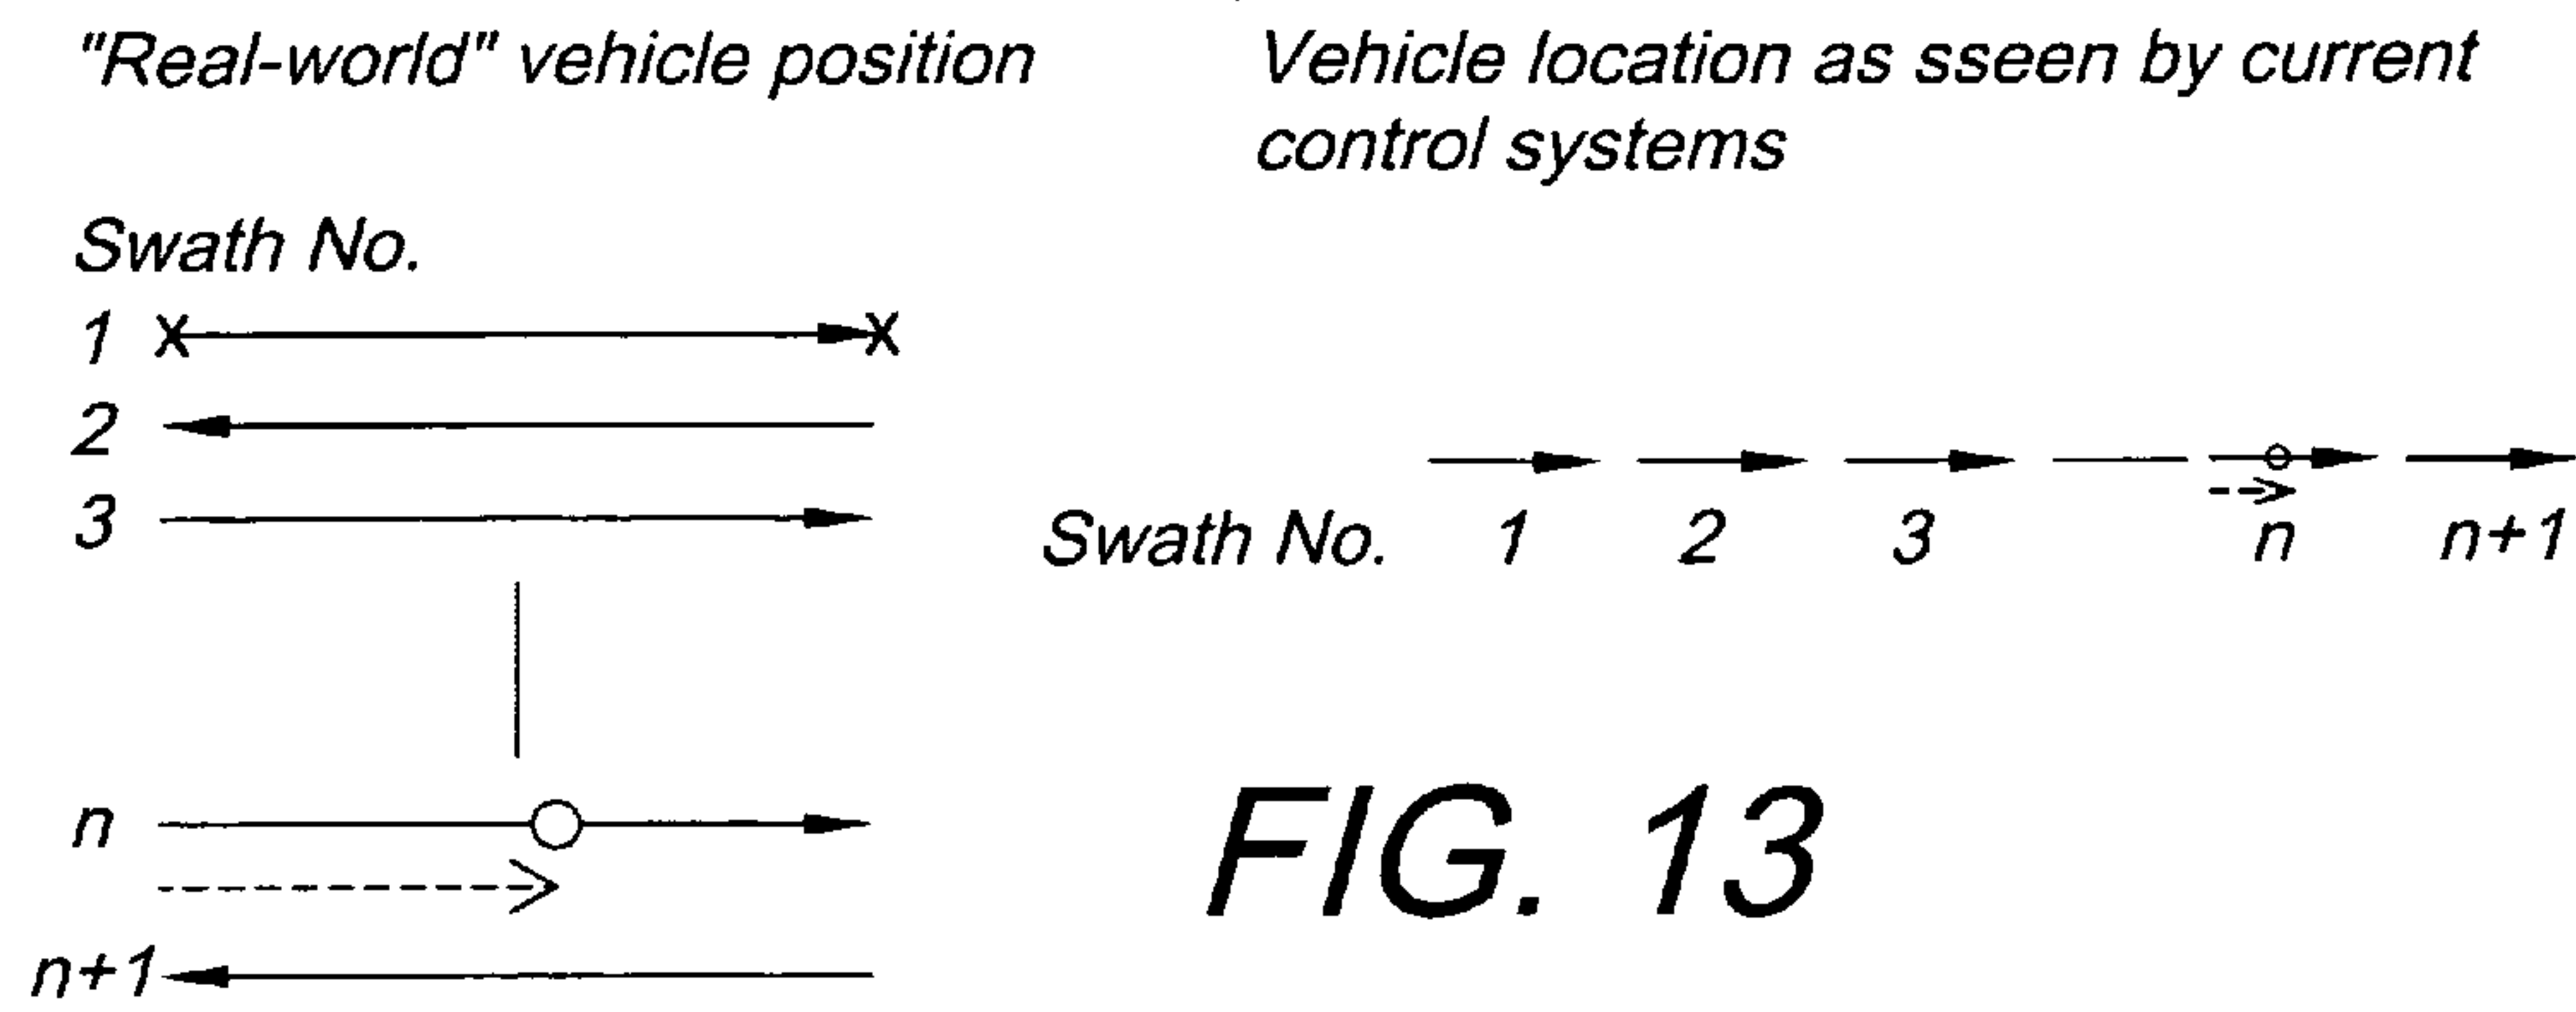 "Real-world" vehicle position
Vehicle location as sseen by current
control systems
Swath No.
1 X X
2
3
n
n+1
Swath No. 1 2 3 n n+1
FIG. 13